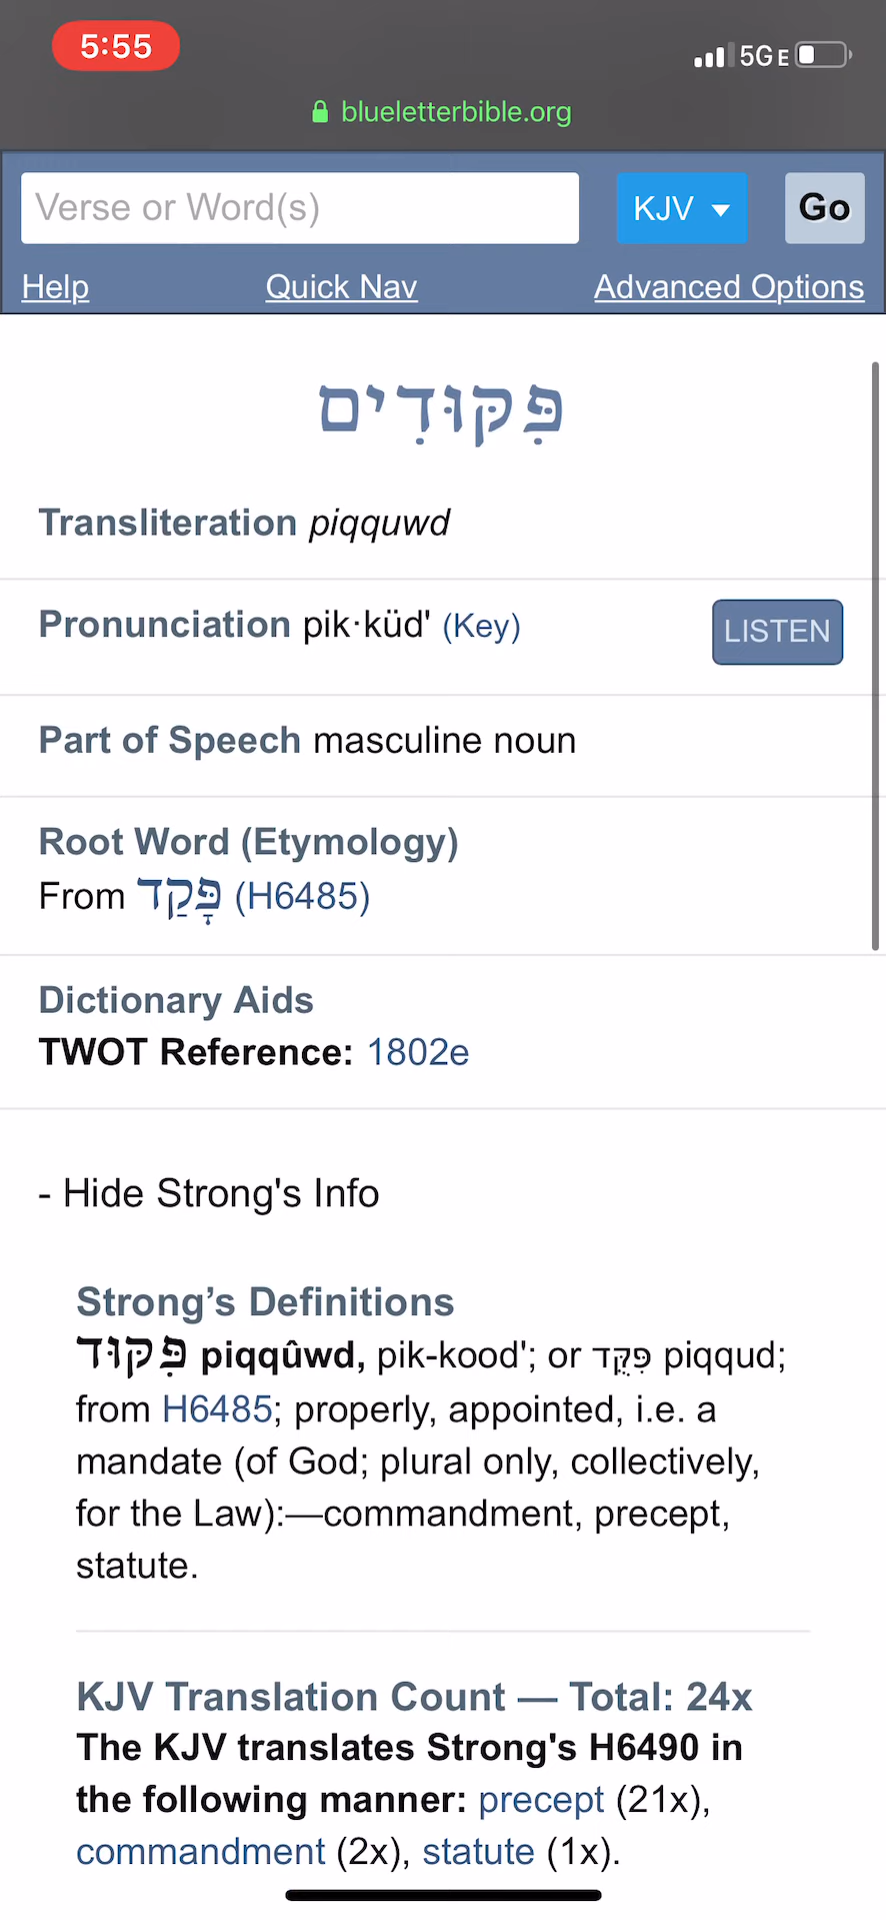 5:55
5GE
blueletterbible.org
Verse or Word(s)
KJV
Go
Help Quick Nav Advanced Options
פִּקּוּדִים
Transliteration piqquwd
Pronunciation pik·küd' (Key)
LISTEN
Part of Speech masculine noun
Root Word (Etymology)
From פָּקַד (H6485)
Dictionary Aids
TWOT Reference: 1802e
- Hide Strong's Info
Strong’s Definitions
פִּקּוּד piqqûwd, pik-kood'; or פִּקֻּד piqqud;
from H6485; properly, appointed, i.e. a
mandate (of God; plural only, collectively,
for the Law):—commandment, precept,
statute.
KJV Translation Count — Total: 24x
The KJV translates Strong's H6490 in
the following manner: precept (21x),
commandment (2x), statute (1x).